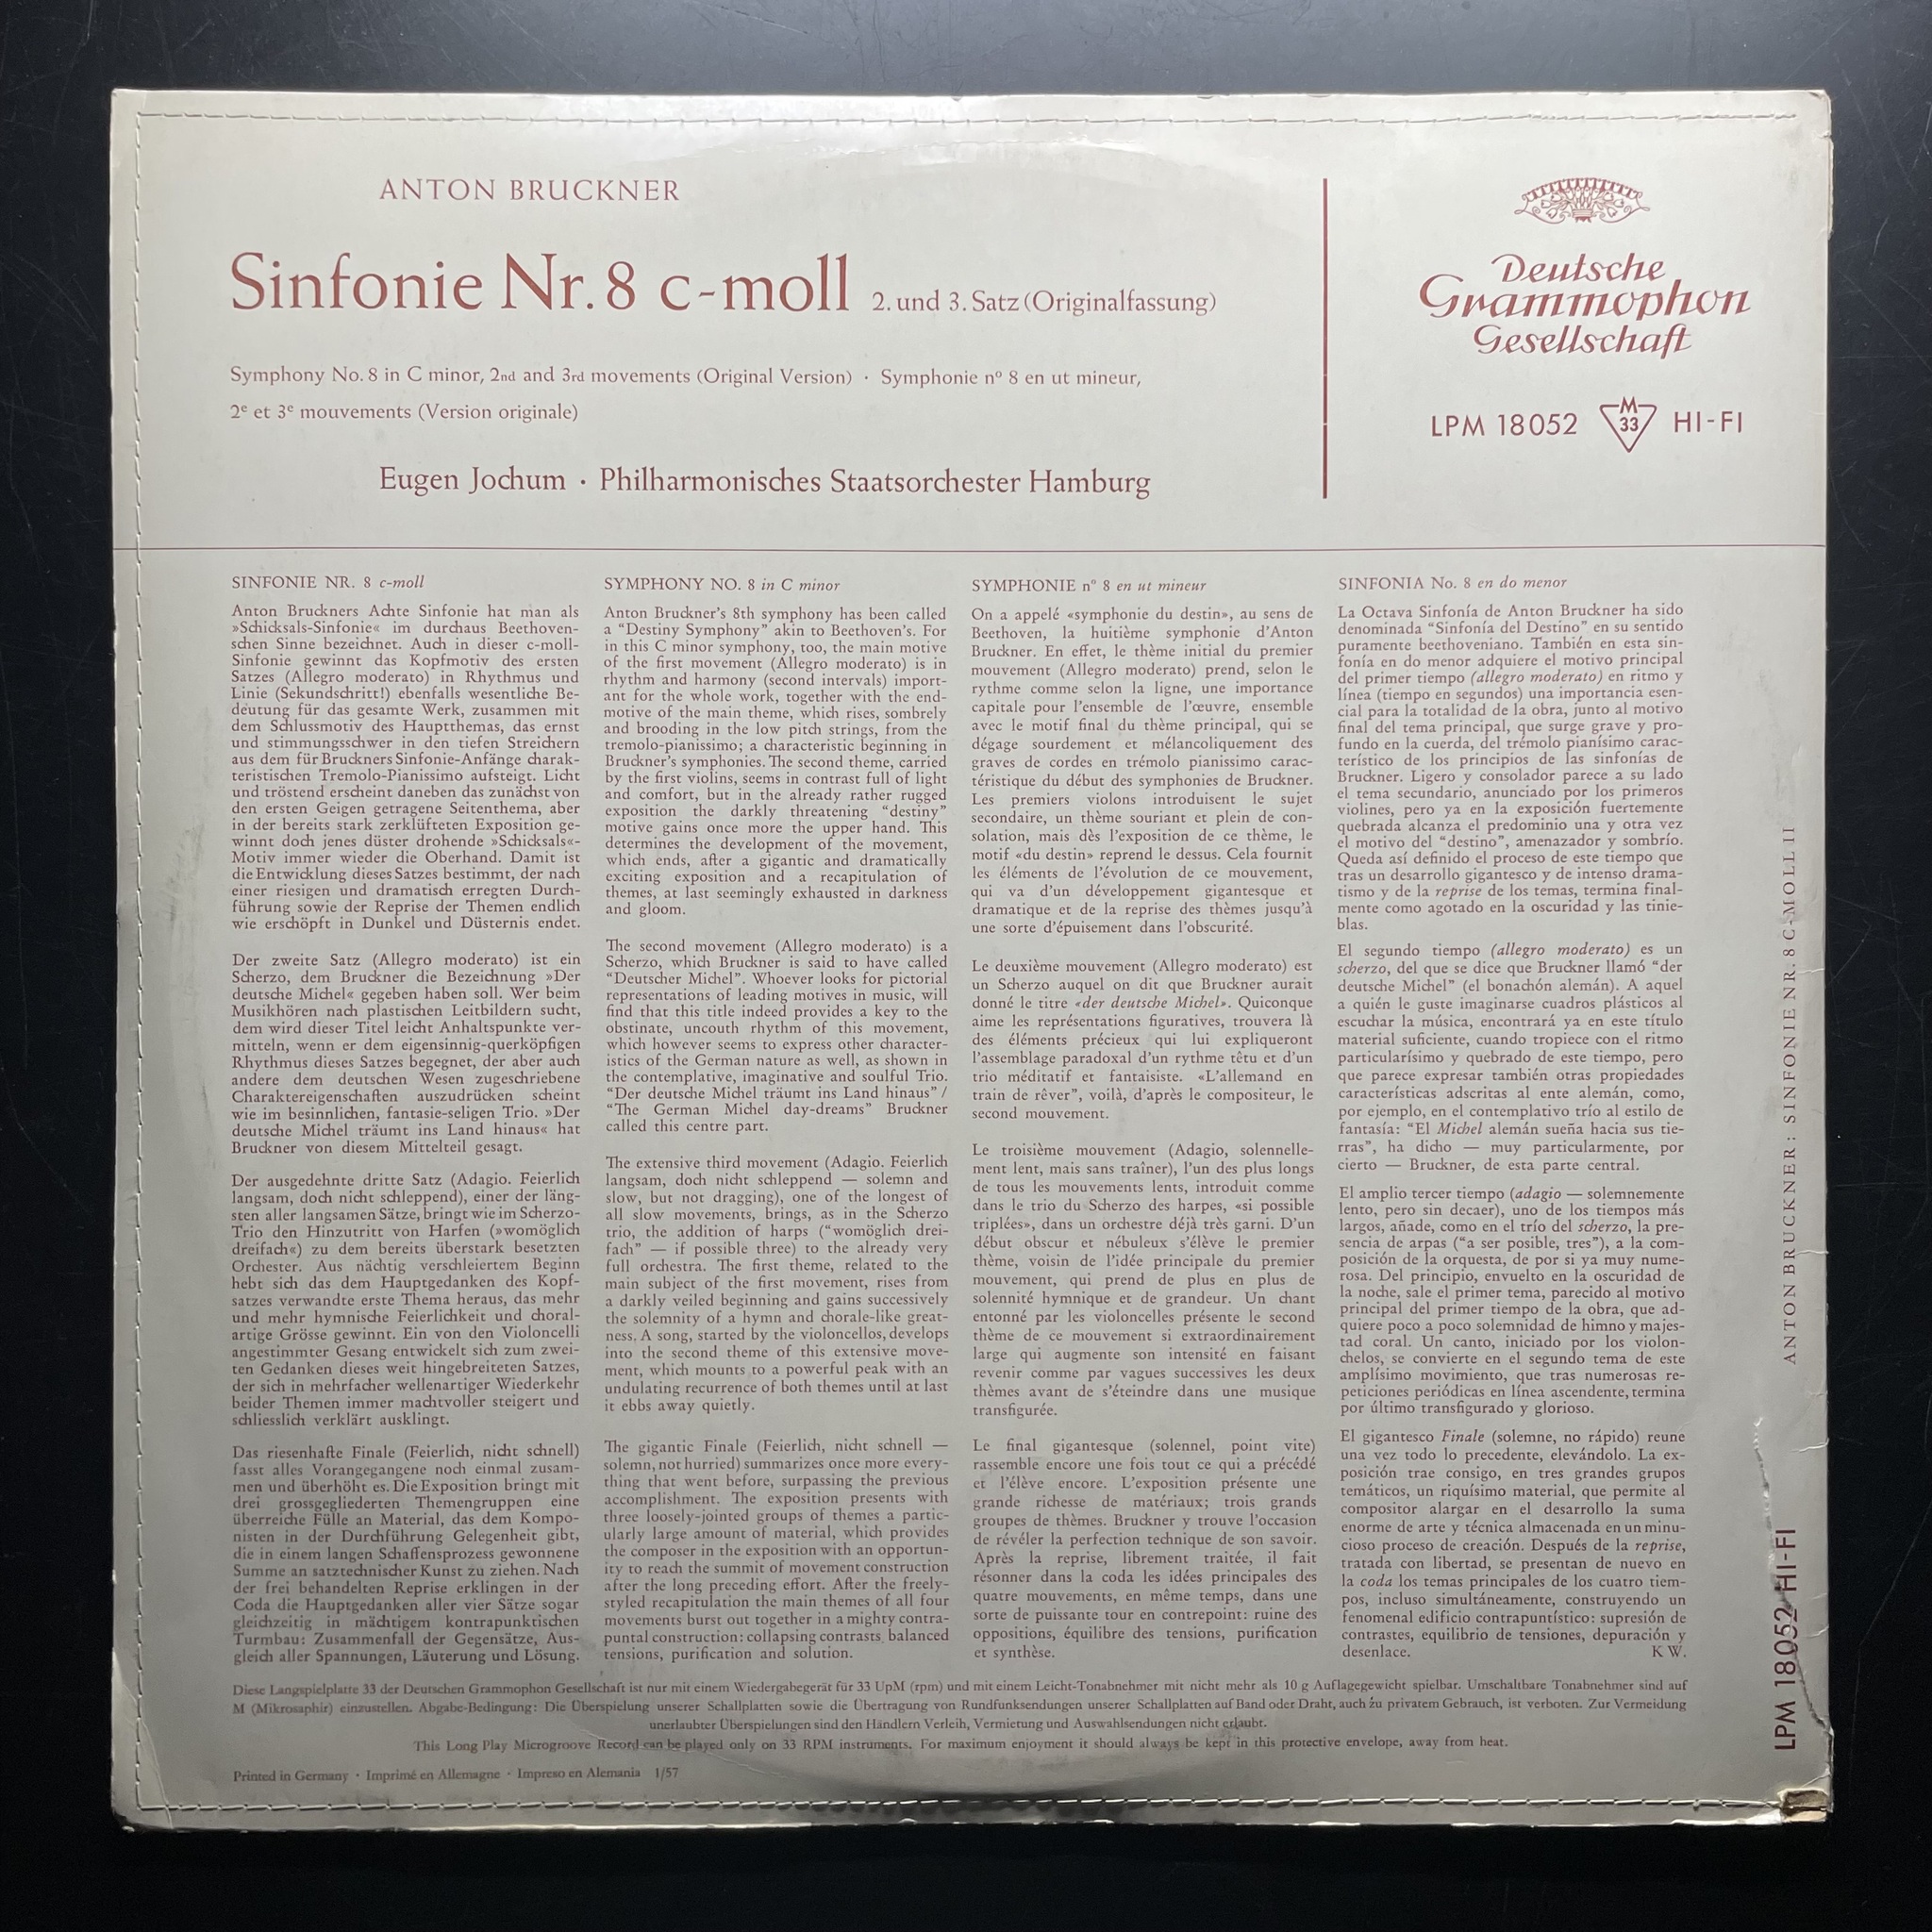 ANTON BRUCKNER
Sinfonie Nr. 8 c-moll 2. und 3. Satz (Originalfassung)
Symphony No. 8 in C minor, 2nd and 3rd movements (Original Version) · Symphonie nº 8 en ut mineur,
2e et 3e mouvements (Version originale)
Eugen Jochum · Philharmonisches Staatsorchester Hamburg
Deutsche
Grammophon
Gesellschaft
LPM 18052 M 33 HI-FI
SINFONIE NR. 8 c-moll
Anton Bruckners Achte Sinfonie hat man als
»Schicksals-Sinfonie« im durchaus Beethoven-
schen Sinne bezeichnet. Auch in dieser c-moll-
Sinfonie gewinnt das Kopfmotiv des ersten
Satzes (Allegro moderato) in Rhythmus und
Linie (Sekundschritt!) ebenfalls wesentliche Be-
deutung für das gesamte Werk, zusammen mit
dem Schlussmotiv des Hauptthemas, das ernst
und stimmungsschwer in den tiefen Streichern
aus dem für Bruckners Sinfonie-Anfänge charak-
teristischen Tremolo-Pianissimo aufsteigt. Licht
und tröstend erscheint daneben das zunächst von
den ersten Geigen getragene Seitenthema, aber
in der bereits stark zerklüfteten Exposition ge-
winnt doch jenes düster drohende »Schicksals«-
Motiv immer wieder die Oberhand. Damit ist
die Entwicklung dieses Satzes bestimmt, der nach
einer riesigen und dramatisch erregten Durch-
führung sowie der Reprise der Themen endlich
wie erschöpft in Dunkel und Düsternis endet.
Der zweite Satz (Allegro moderato) ist ein
Scherzo, dem Bruckner die Bezeichnung »Der
deutsche Michel« gegeben haben soll. Wer beim
Musikhören nach plastischen Leitbildern sucht,
dem wird dieser Titel leicht Anhaltspunkte ver-
mitteln, wenn er dem eigensinnig-querköpfigen
Rhythmus dieses Satzes begegnet, der aber auch
andere dem deutschen Wesen zugeschriebene
Charaktereigenschaften auszudrücken scheint
wie im besinnlichen, fantasie-seligen Trio. »Der
deutsche Michel träumt ins Land hinaus« hat
Bruckner von diesem Mittelteil gesagt.
Der ausgedehnte dritte Satz (Adagio. Feierlich
langsam, doch nicht schleppend), einer der läng-
sten aller langsamen Sätze, bringt wie im Scherzo-
Trio den Hinzutritt von Harfen (»womöglich
dreifach«) zu dem bereits überstark besetzten
Orchester. Aus nächtig verschleiertem Beginn
hebt sich das dem Hauptgedanken des Kopf-
satzes verwandte erste Thema heraus, das mehr
und mehr hymnische Feierlichkeit und choral-
artige Grösse gewinnt. Ein von den Violoncelli
angestimmter Gesang entwickelt sich zum zwei-
ten Gedanken dieses weit hingebreiteten Satzes,
der sich in mehrfacher wellenartiger Wiederkehr
beider Themen immer machtvoller steigert und
schliesslich verklärt ausklingt.
Das riesenhafte Finale (Feierlich, nicht schnell)
fasst alles Vorangegangene noch einmal zusam-
men und überhöht es. Die Exposition bringt mit
drei grossgegliederten Themengruppen eine
überreiche Fülle an Material, das dem Kompo-
nisten in der Durchführung Gelegenheit gibt,
die in einem langen Schaffensprozess gewonnene
Summe an satztechnischer Kunst zu ziehen. Nach
der frei behandelten Reprise erklingen in der
Coda die Hauptgedanken aller vier Sätze sogar
gleichzeitig in mächtigem kontrapunktischen
Turmbau: Zusammenfall der Gegensätze, Aus-
gleich aller Spannungen, Läuterung und Lösung.
SYMPHONY NO. 8 in C minor
Anton Bruckner's 8th symphony has been called
a “Destiny Symphony” akin to Beethoven's. For
in this C minor symphony, too, the main motive
of the first movement (Allegro moderato) is in
rhythm and harmony (second intervals) import-
ant for the whole work, together with the end-
motive of the main theme, which rises, sombrely
and brooding in the low pitch strings, from the
tremolo-pianissimo; a characteristic beginning in
Bruckner's symphonies. The second theme, carried
by the first violins, seems in contrast full of light
and comfort, but in the already rather rugged
exposition the darkly threatening “destiny”
motive gains once more the upper hand. This
determines the development of the movement,
which ends, after a gigantic and dramatically
exciting exposition and a recapitulation of
themes, at last seemingly exhausted in darkness
and gloom.
The second movement (Allegro moderato) is a
Scherzo, which Bruckner is said to have called
“Deutscher Michel”. Whoever looks for pictorial
representations of leading motives in music, will
find that this title indeed provides a key to the
obstinate, uncouth rhythm of this movement,
which however seems to express other character-
istics of the German nature as well, as shown in
the contemplative, imaginative and soulful Trio.
“Der deutsche Michel träumt ins Land hinaus” /
“The German Michel day-dreams” Bruckner
called this centre part.
The extensive third movement (Adagio. Feierlich
langsam, doch nicht schleppend — solemn and
slow, but not dragging), one of the longest of
all slow movements, brings, as in the Scherzo
trio, the addition of harps (“womöglich drei-
fach” — if possible three) to the already very
full orchestra. The first theme, related to the
main subject of the first movement, rises from
a darkly veiled beginning and gains successively
the solemnity of a hymn and chorale-like great-
ness. A song, started by the violoncellos, develops
into the second theme of this extensive move-
ment, which mounts to a powerful peak with an
undulating recurrence of both themes until at last
it ebbs away quietly.
The gigantic Finale (Feierlich, nicht schnell —
solemn, not hurried) summarizes once more every-
thing that went before, surpassing the previous
accomplishment. The exposition presents with
three loosely-jointed groups of themes a partic-
ularly large amount of material, which provides
the composer in the exposition with an opportun-
ity to reach the summit of movement construction
after the long preceding effort. After the freely-
styled recapitulation the main themes of all four
movements burst out together in a mighty contra-
puntal construction: collapsing contrasts, balanced
tensions, purification and solution.
SYMPHONIE nº 8 en ut mineur
On a appelé «symphonie du destin», au sens de
Beethoven, la huitième symphonie d'Anton
Bruckner. En effet, le thème initial du premier
mouvement (Allegro moderato) prend, selon le
rythme comme selon la ligne, une importance
capitale pour l'ensemble de l'œuvre, ensemble
avec le motif final du thème principal, qui se
dégage sourdement et mélancoliquement des
graves de cordes en trémolo pianissimo carac-
téristique du début des symphonies de Bruckner.
Les premiers violons introduisent le sujet
secondaire, un thème souriant et plein de con-
solation, mais dès l'exposition de ce thème, le
motif «du destin» reprend le dessus. Cela fournit
les éléments de l'évolution de ce mouvement,
qui va d'un développement gigantesque et
dramatique et de la reprise des thèmes jusqu'à
une sorte d'épuisement dans l'obscurité.
Le deuxième mouvement (Allegro moderato) est
un Scherzo auquel on dit que Bruckner aurait
donné le titre «der deutsche Michel». Quiconque
aime les représentations figuratives, trouvera là
des éléments précieux qui lui expliqueront
l'assemblage paradoxal d'un rythme têtu et d'un
trio méditatif et fantaisiste. «L'allemand en
train de rêver”, voilà, d'après le compositeur, le
second mouvement.
Le troisième mouvement (Adagio, solennelle-
ment lent, mais sans traîner), l'un des plus longs
de tous les mouvements lents, introduit comme
dans le trio du Scherzo des harpes, «si possible
triplées», dans un orchestre déjà très garni. D'un
début obscur et nébuleux s'élève le premier
thème, voisin de l'idée principale du premier
mouvement, qui prend de plus en plus de
solennité hymnique et de grandeur. Un chant
entonné par les violoncelles présente le second
thème de ce mouvement si extraordinairement
large qui augmente son intensité en faisant
revenir comme par vagues successives les deux
thèmes avant de s'éteindre dans une musique
transfigurée.
Le final gigantesque (solennel, point vite)
rassemble encore une fois tout ce qui a précédé
et l'élève encore. L'exposition présente une
grande richesse de matériaux; trois grands
groupes de thèmes. Bruckner y trouve l'occasion
de révéler la perfection technique de son savoir.
Après la reprise, librement traitée, il fait
résonner dans la coda les idées principales des
quatre mouvements, en même temps, dans une
sorte de puissante tour en contrepoint: ruine des
oppositions, équilibre des tensions, purification
et synthèse.
SINFONIA No. 8 en do menor
La Octava Sinfonía de Anton Bruckner ha sido
denominada “Sinfonía del Destino” en su sentido
puramente beethoveniano. También en esta sin-
fonía en do menor adquiere el motivo principal
del primer tiempo (allegro moderato) en ritmo y
línea (tiempo en segundos) una importancia esen-
cial para la totalidad de la obra, junto al motivo
final del tema principal, que surge grave y pro-
fundo en la cuerda, del trémolo pianísimo carac-
terístico de los principios de las sinfonías de
Bruckner. Ligero y consolador parece a su lado
el tema secundario, anunciado por los primeros
violines, pero ya en la exposición fuertemente
quebrada alcanza el predominio una y otra vez
el motivo del “destino”, amenazador y sombrío.
Queda así definido el proceso de este tiempo que
tras un desarrollo gigantesco y de intenso drama-
tismo y de la reprise de los temas, termina final-
mente como agotado en la oscuridad y las tinie-
blas.
El segundo tiempo (allegro moderato) es un
scherzo, del que se dice que Bruckner llamó “der
deutsche Michel” (el bonachón alemán). A aquel
a quién le guste imaginarse cuadros plásticos al
escuchar la música, encontrará ya en este título
material suficiente, cuando tropiece con el ritmo
particularísimo y quebrado de este tiempo, pero
que parece expresar también otras propiedades
características adscritas al ente alemán, como,
por ejemplo, en el contemplativo trío al estilo de
fantasía: “El Michel alemán sueña hacia sus tie-
rras”, ha dicho — muy particularmente, por
cierto — Bruckner, de esta parte central.
El amplio tercer tiempo (adagio — solemnemente
lento, pero sin decaer), uno de los tiempos más
largos, añade, como en el trío del scherzo, la pre-
sencia de arpas (“a ser posible, tres”), a la com-
posición de la orquesta, de por si ya muy nume-
rosa. Del principio, envuelto en la oscuridad de
la noche, sale el primer tema, parecido al motivo
principal del primer tiempo de la obra, que ad-
quiere poco a poco solemnidad de himno y majes-
tad coral. Un canto, iniciado por los violon-
chelos, se convierte en el segundo tema de este
amplísimo movimiento, que tras numerosas re-
peticiones periódicas en línea ascendente, termina
por último transfigurado y glorioso.
El gigantesco Finale (solemne, no rápido) reune
una vez todo lo precedente, elevándolo. La ex-
posición trae consigo, en tres grandes grupos
temáticos, un riquísimo material, que permite al
compositor alargar en el desarrollo la suma
enorme de arte y técnica almacenada en un minu-
cioso proceso de creación. Después de la reprise,
tratada con libertad, se presentan de nuevo en
la coda los temas principales de los cuatro tiem-
pos, incluso simultáneamente, construyendo un
fenomenal edificio contrapuntístico: supresión de
contrastes, equilibrio de tensiones, depuración y
desenlace. K W.
Diese Langspielplatte 33 der Deutschen Grammophon Gesellschaft ist nur mit einem Wiedergabegerät für 33 UpM (rpm) und mit einem Leicht-Tonabnehmer mit nicht mehr als 10 g Auflagegewicht spielbar. Umschaltbare Tonabnehmer sind auf
M (Mikrosaphir) einzustellen. Abgabe-Bedingung: Die Überspielung unserer Schallplatten sowie die Übertragung von Rundfunksendungen unserer Schallplatten auf Band oder Draht, auch zu privatem Gebrauch, ist verboten. Zur Vermeidung
unerlaubter Überspielungen sind den Händlern Verleih, Vermietung und Auswahlsendungen nicht erlaubt.
This Long Play Microgroove Record can be played only on 33 RPM instruments. For maximum enjoyment it should always be kept in this protective envelope, away from heat.
Printed in Germany · Imprimé en Allemagne · Impreso en Alemania 1/57
ANTON BRUCKNER: SINFONIE NR. 8 C-MOLL II
LPM 18052 HI-FI